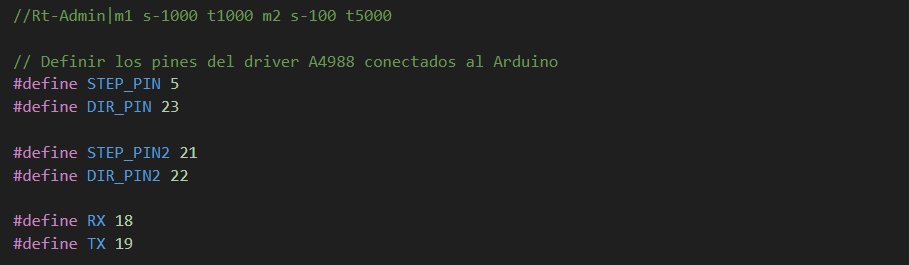 //Rt-Admin|m1 s-1000 t1000 m2 s-100 t5000
// Definir los pines del driver A4988 conectados al Arduino
#define STEP_PIN 5
#define DIR_PIN 23
#define STEP_PIN2 21
#define DIR_PIN2 22
#define RX 18
#define TX 19